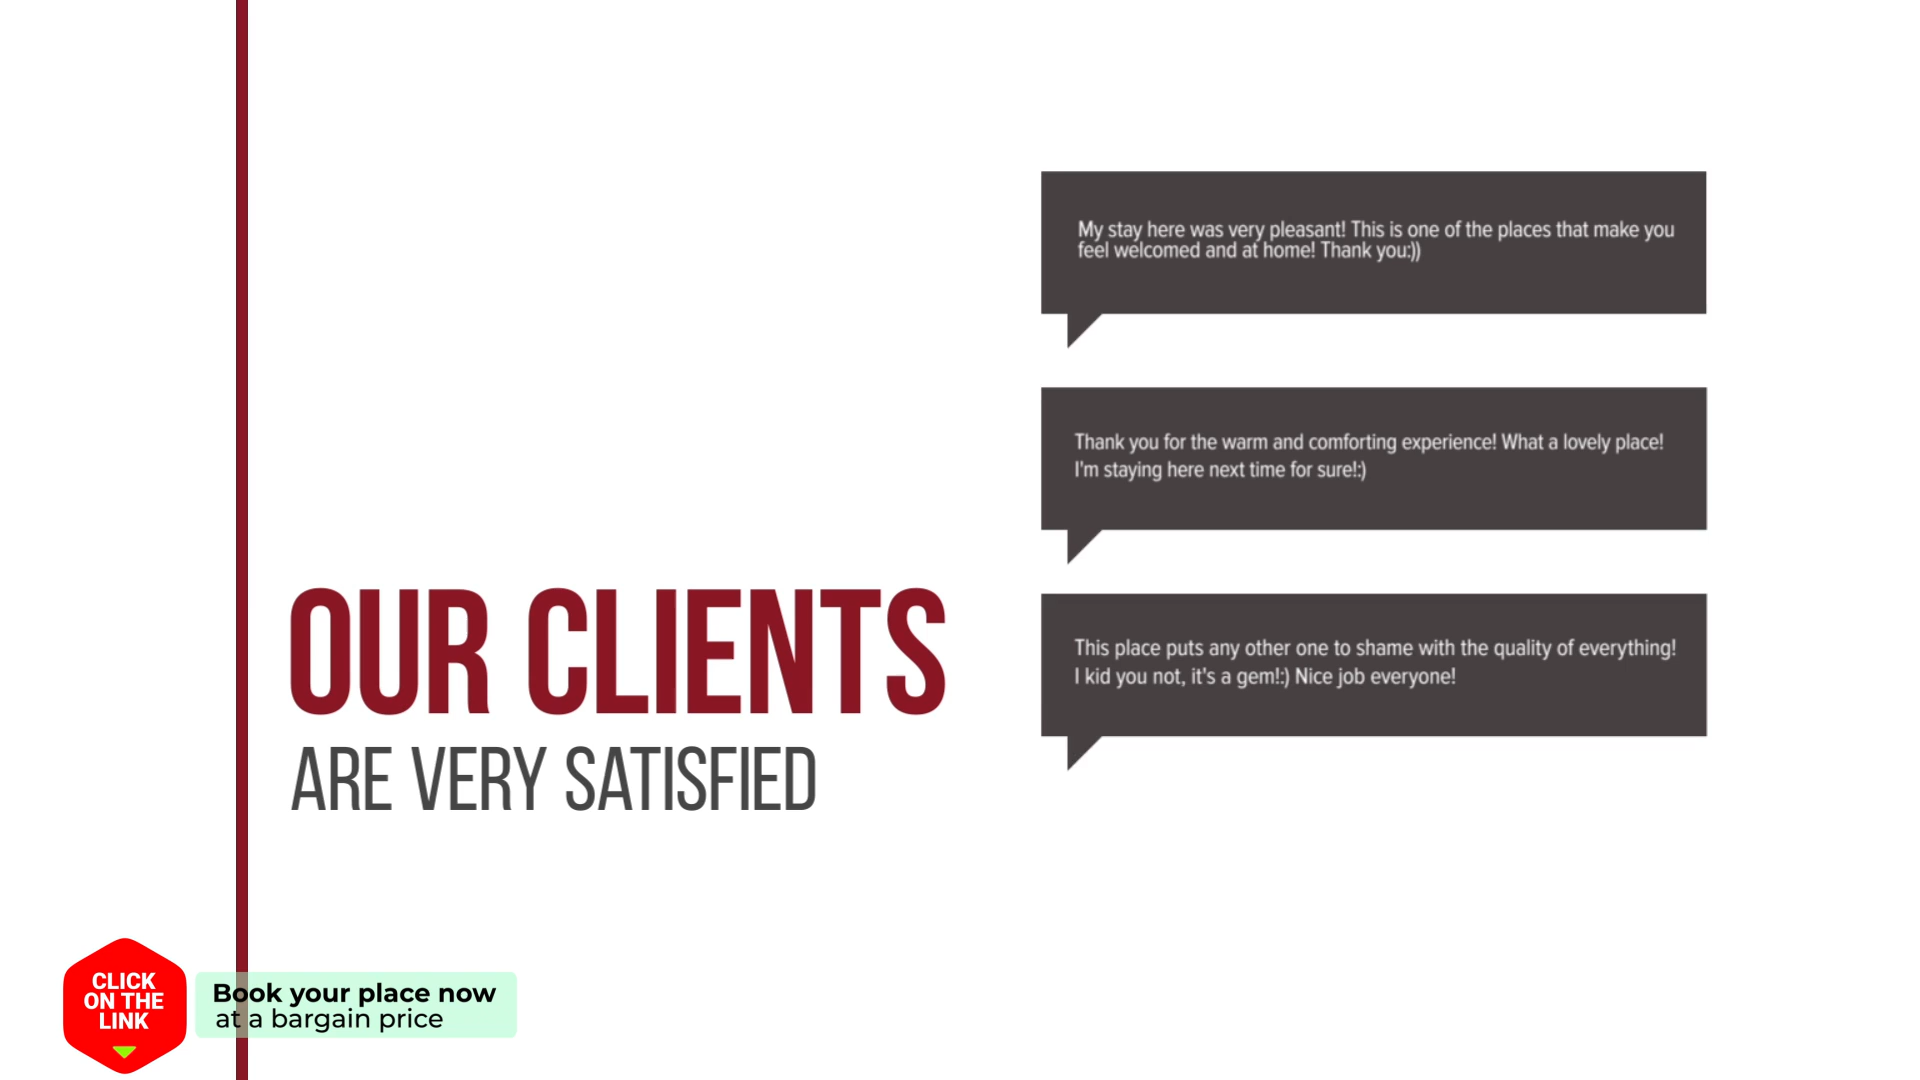 My stay here was very pleasant! This is one of the places that make you
feel welcomed and at home! Thank you:))
Thank you for the warm and comforting experience! What a lovely place!
I'm staying here next time for sure!:)
This place puts any other one to shame with the quality of everything!
I kid you not, it's a gem!:) Nice job everyone!
OUR CLIENTS
ARE VERY SATISFIED
CLICK
ON THE
LINK
Book your place now
at a bargain price